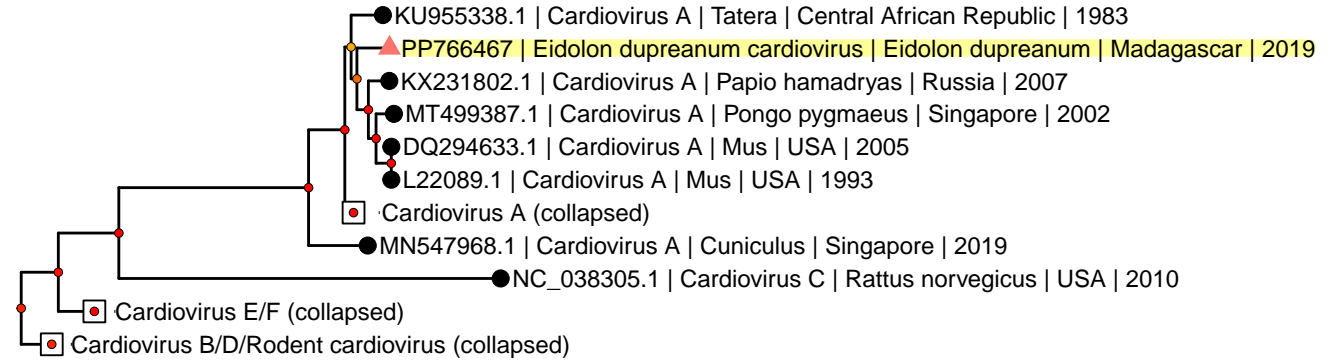 KU955338.1 | Cardiovirus A | Tatera | Central African Republic | 1983
PP766467 | Eidolon dupreanum cardiovirus | Eidolon dupreanum | Madagascar | 2019
KX231802.1 | Cardiovirus A | Papio hamadryas | Russia | 2007
MT499387.1 | Cardiovirus A | Pongo pygmaeus | Singapore | 2002
DQ294633.1 | Cardiovirus A | Mus | USA | 2005
L22089.1 | Cardiovirus A | Mus | USA | 1993
Cardiovirus A (collapsed)
MN547968.1 | Cardiovirus A | Cuniculus | Singapore | 2019
NC_038305.1 | Cardiovirus C | Rattus norvegicus | USA | 2010
Cardiovirus E/F (collapsed)
Cardiovirus B/D/Rodent cardiovirus (collapsed)